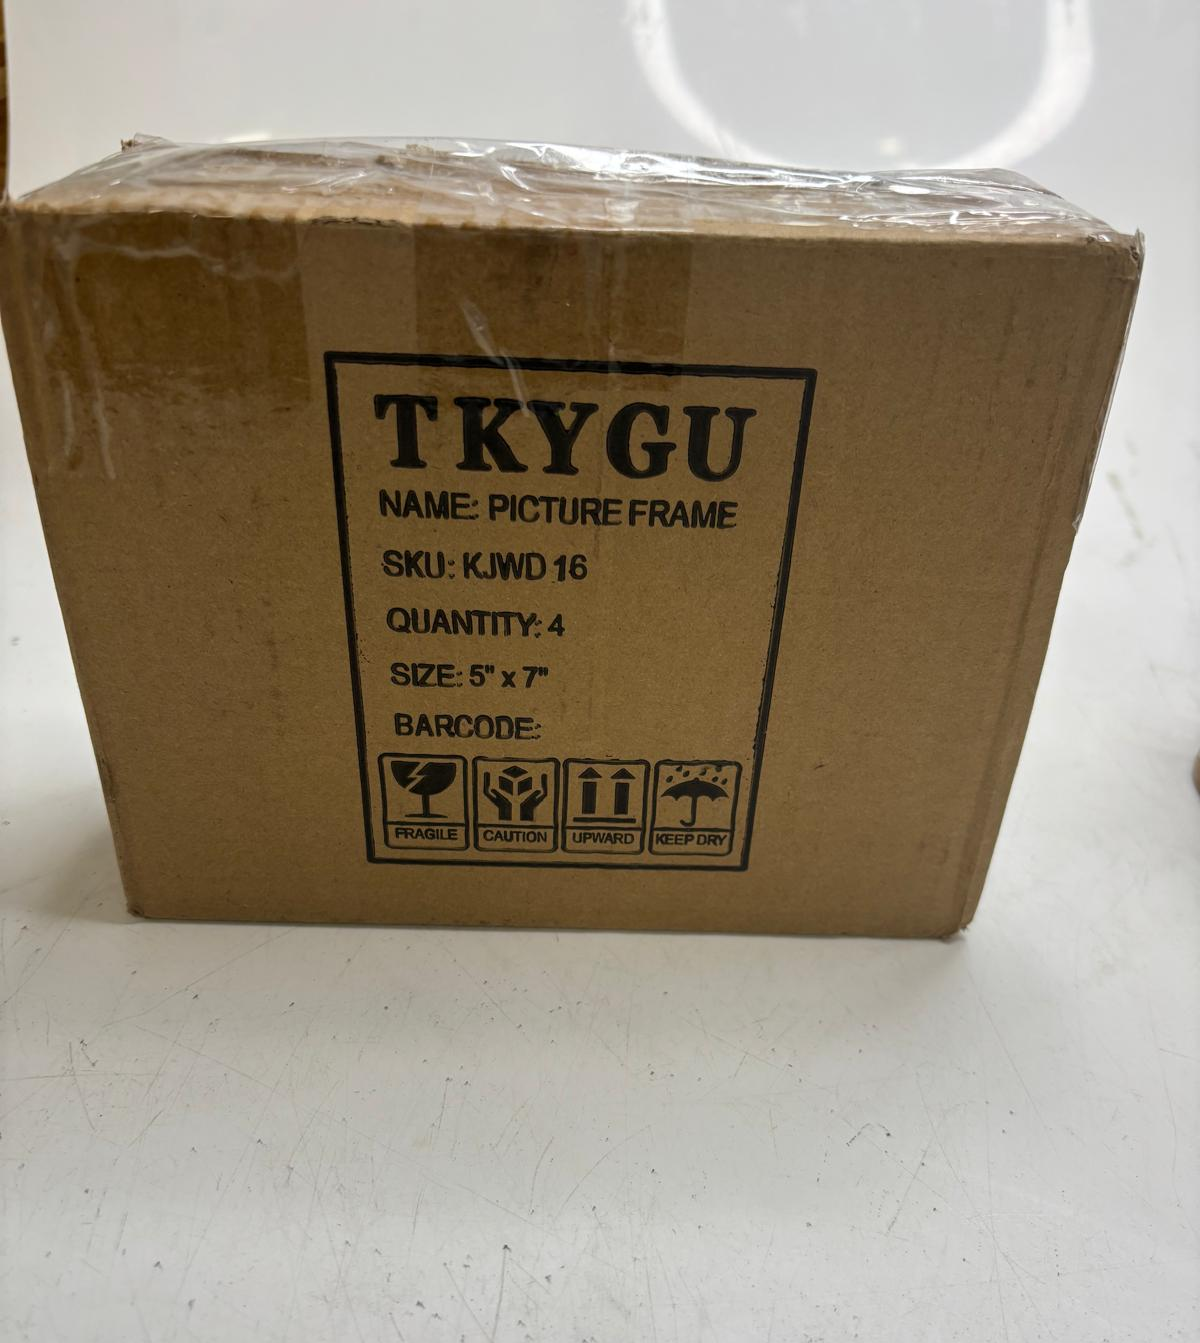 TKYGU
NAME: PICTURE FRAME
SKU: KJWD 16
QUANTITY: 4
SIZE: 5" x 7"
BARCODE:
FRAGILE CAUTION UPWARD KEEP DRY